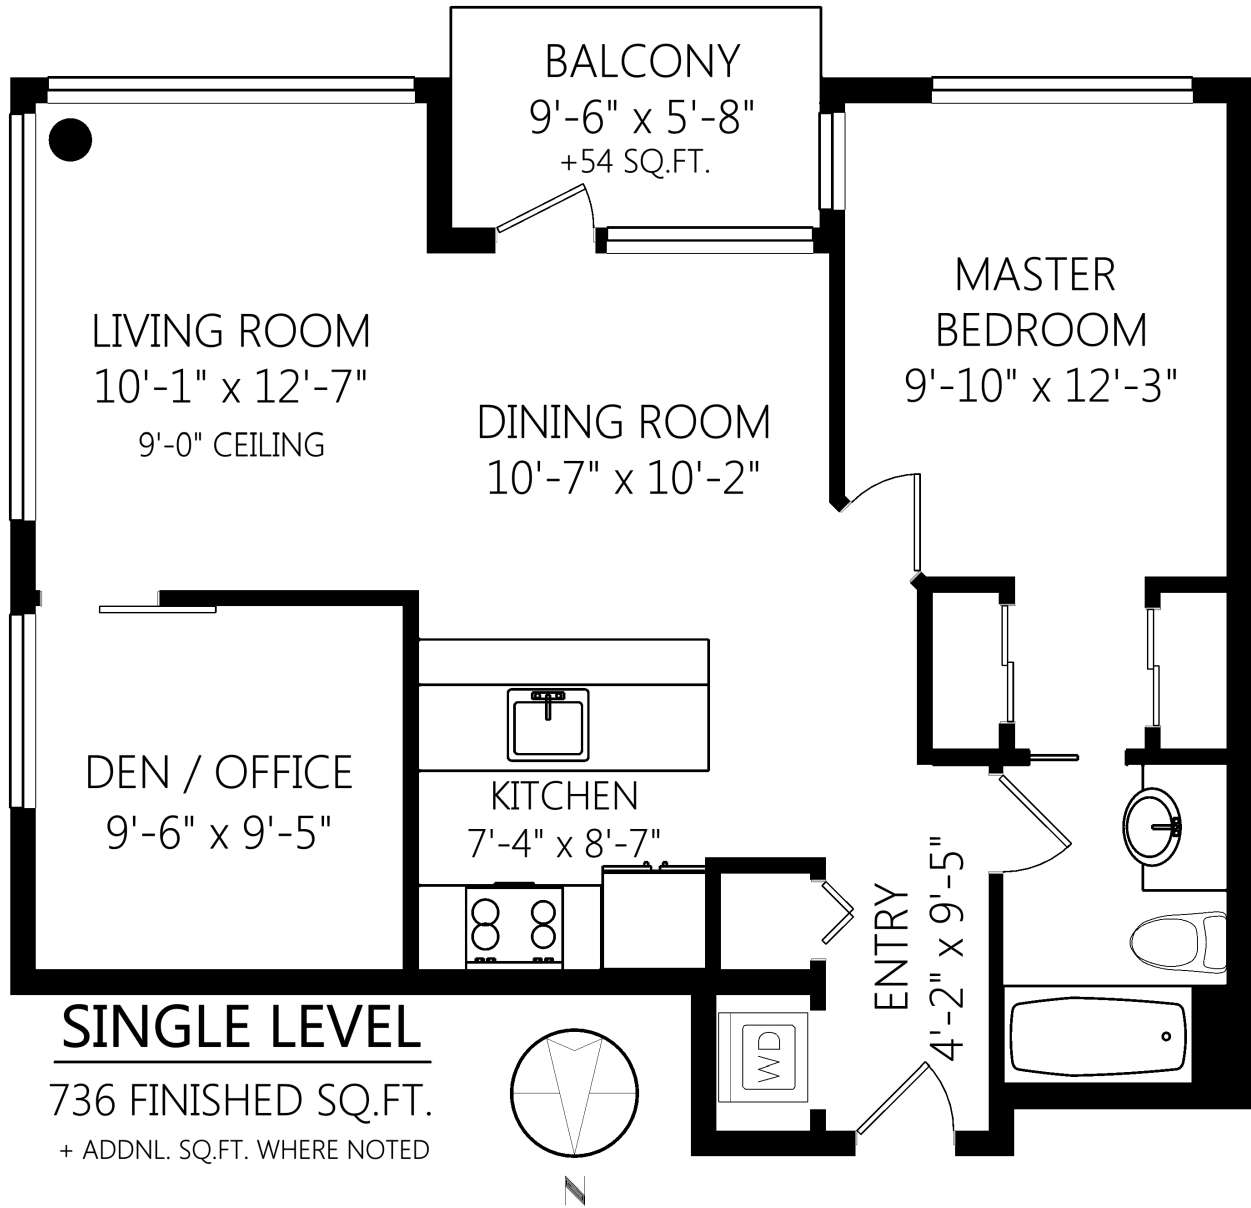 BALCONY
9'-6" x 5'-8"
+54 SQ.FT.
MASTER
BEDROOM
9'-10" x 12'-3"
LIVING ROOM
10'-1" x 12'-7"
9'-0" CEILING
DINING ROOM
10'-7" x 10'-2"
DEN / OFFICE
9'-6" x 9'-5"
KITCHEN
7'-4" x 8'-7"
ENTRY
4'-2" x 9'-5"
WD
SINGLE LEVEL
736 FINISHED SQ.FT.
+ ADDNL. SQ.FT. WHERE NOTED
N